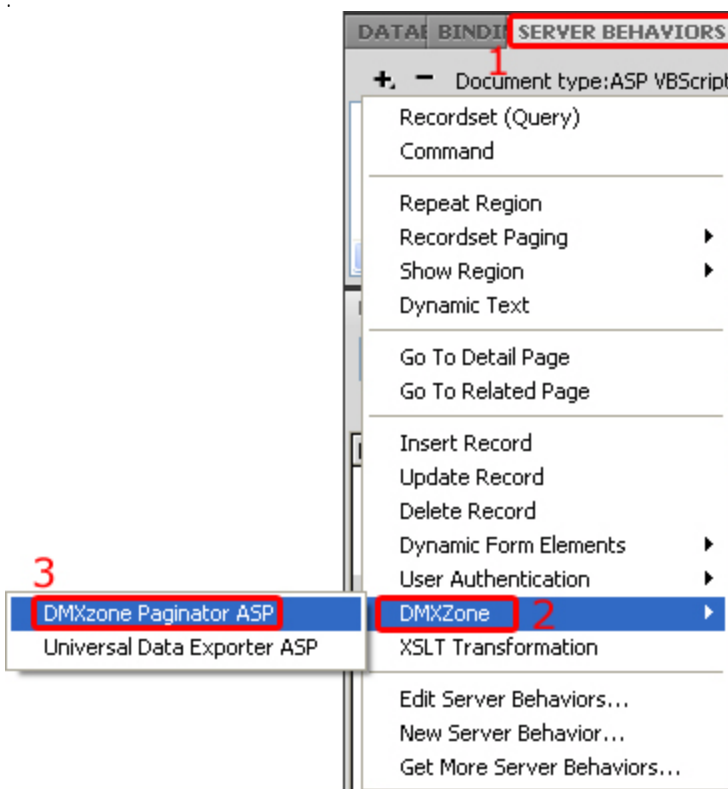 .
DATAB BINDI SERVER BEHAVIORS
1
Document type:ASP VBScript
Recordset (Query)
Command
Repeat Region
Recordset Paging
Show Region
Dynamic Text
Go To Detail Page
Go To Related Page
Insert Record
Update Record
Delete Record
Dynamic Form Elements
User Authentication
3
DMXzone Paginator ASP
DMXZone 2
Universal Data Exporter ASP
XSLT Transformation
Edit Server Behaviors...
New Server Behavior...
Get More Server Behaviors...